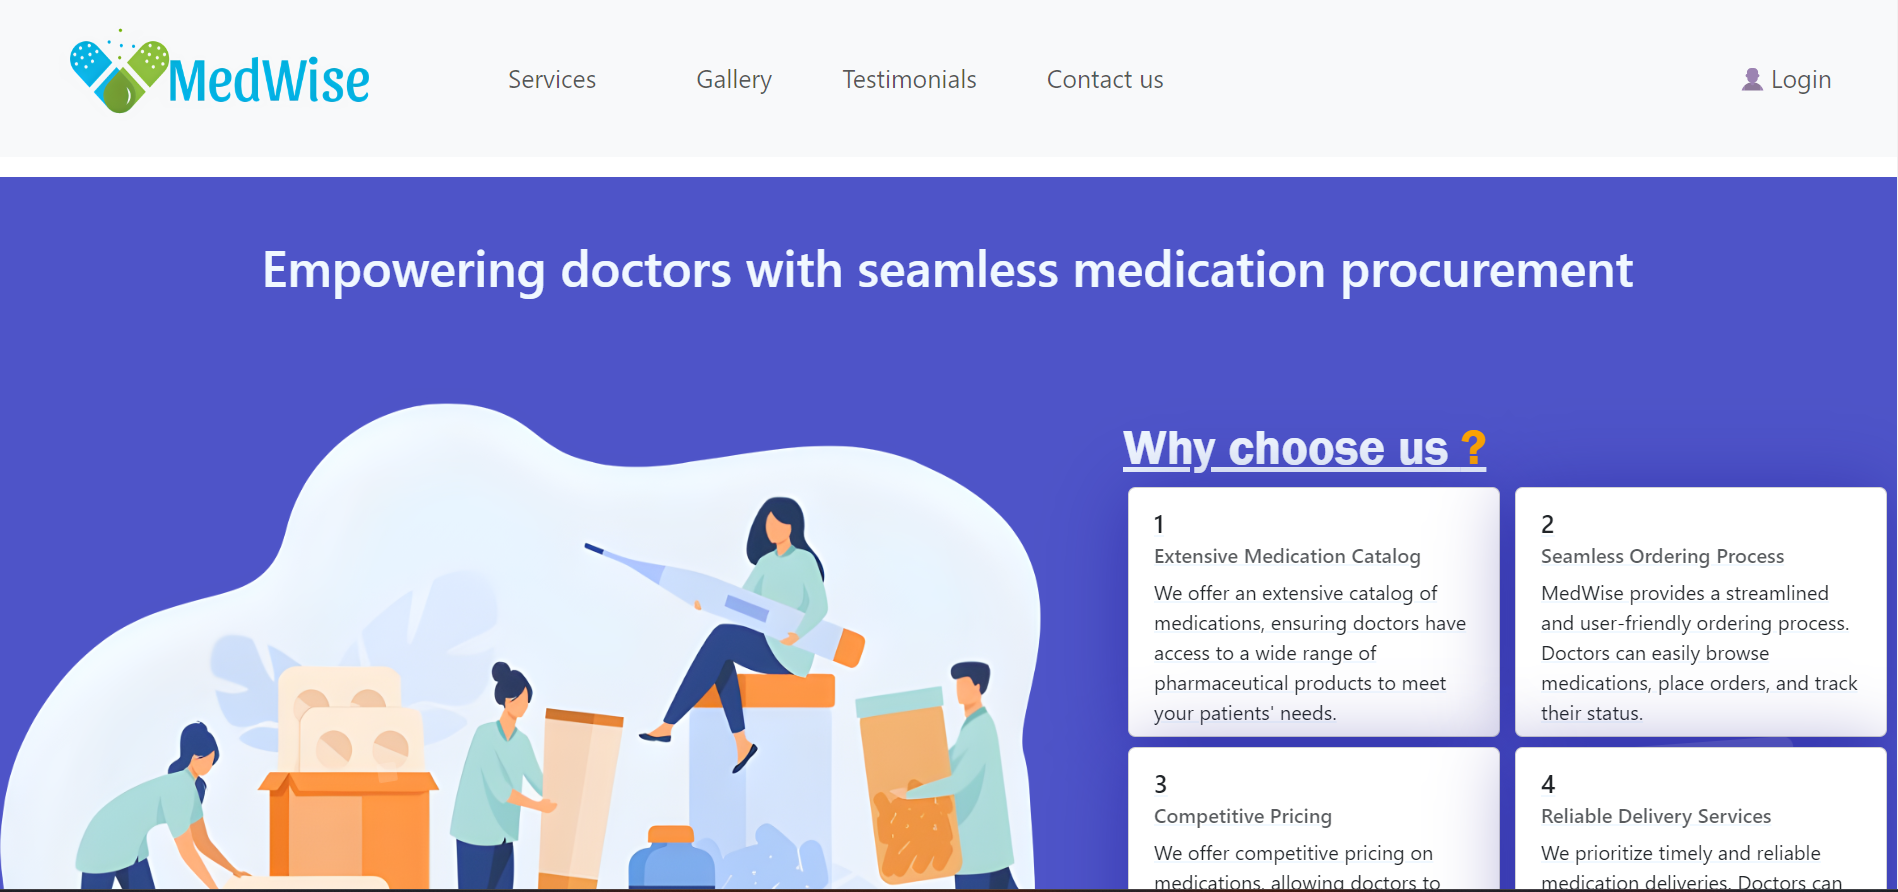 MedWise
Services
Gallery
Testimonials
Contact us
Login
Empowering doctors with seamless medication procurement
Why choose us ?
1
Extensive Medication Catalog
We offer an extensive catalog of
medications, ensuring doctors have
access to a wide range of
pharmaceutical products to meet
your patients' needs.
2
Seamless Ordering Process
MedWise provides a streamlined
and user-friendly ordering process.
Doctors can easily browse
medications, place orders, and track
their status.
3
Competitive Pricing
We offer competitive pricing on
medications, allowing doctors to
4
Reliable Delivery Services
We prioritize timely and reliable
medication deliveries. Doctors can